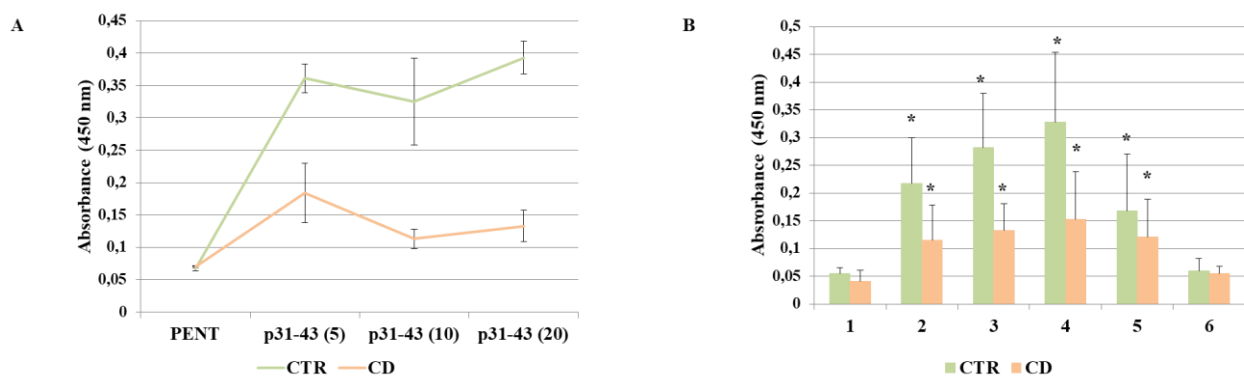 A
Absorbance (450 nm)
0,45
0,4
0,35
0,3
0,25
0,2
0,15
0,1
0,05
0
PENT p31-43 (5) p31-43 (10) p31-43 (20)
CTR CD
B
Absrorbance (450 nm)
0,5
0,45
0,4
0,35
0,3
0,25
0,2
0,15
0,1
0,05
0
* * * * * * * *
1 2 3 4 5 6
CTR CD